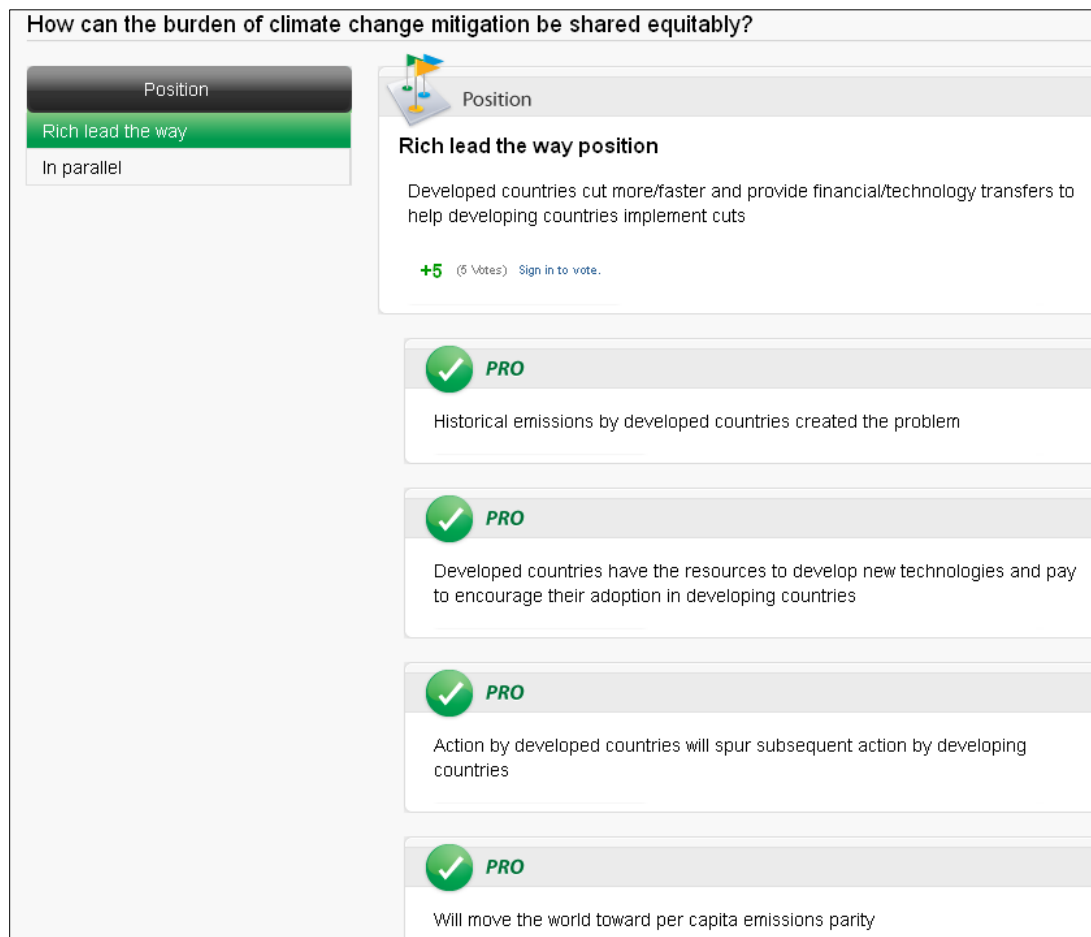 How can the burden of climate change mitigation be shared equitably?
Position
Rich lead the way
In parallel
Position
Rich lead the way position
Developed countries cut more/faster and provide financial/technology transfers to
help developing countries implement cuts
+5 (5 Votes) Sign in to vote.
PRO
Historical emissions by developed countries created the problem
PRO
Developed countries have the resources to develop new technologies and pay
to encourage their adoption in developing countries
PRO
Action by developed countries will spur subsequent action by developing
countries
PRO
Will move the world toward per capita emissions parity